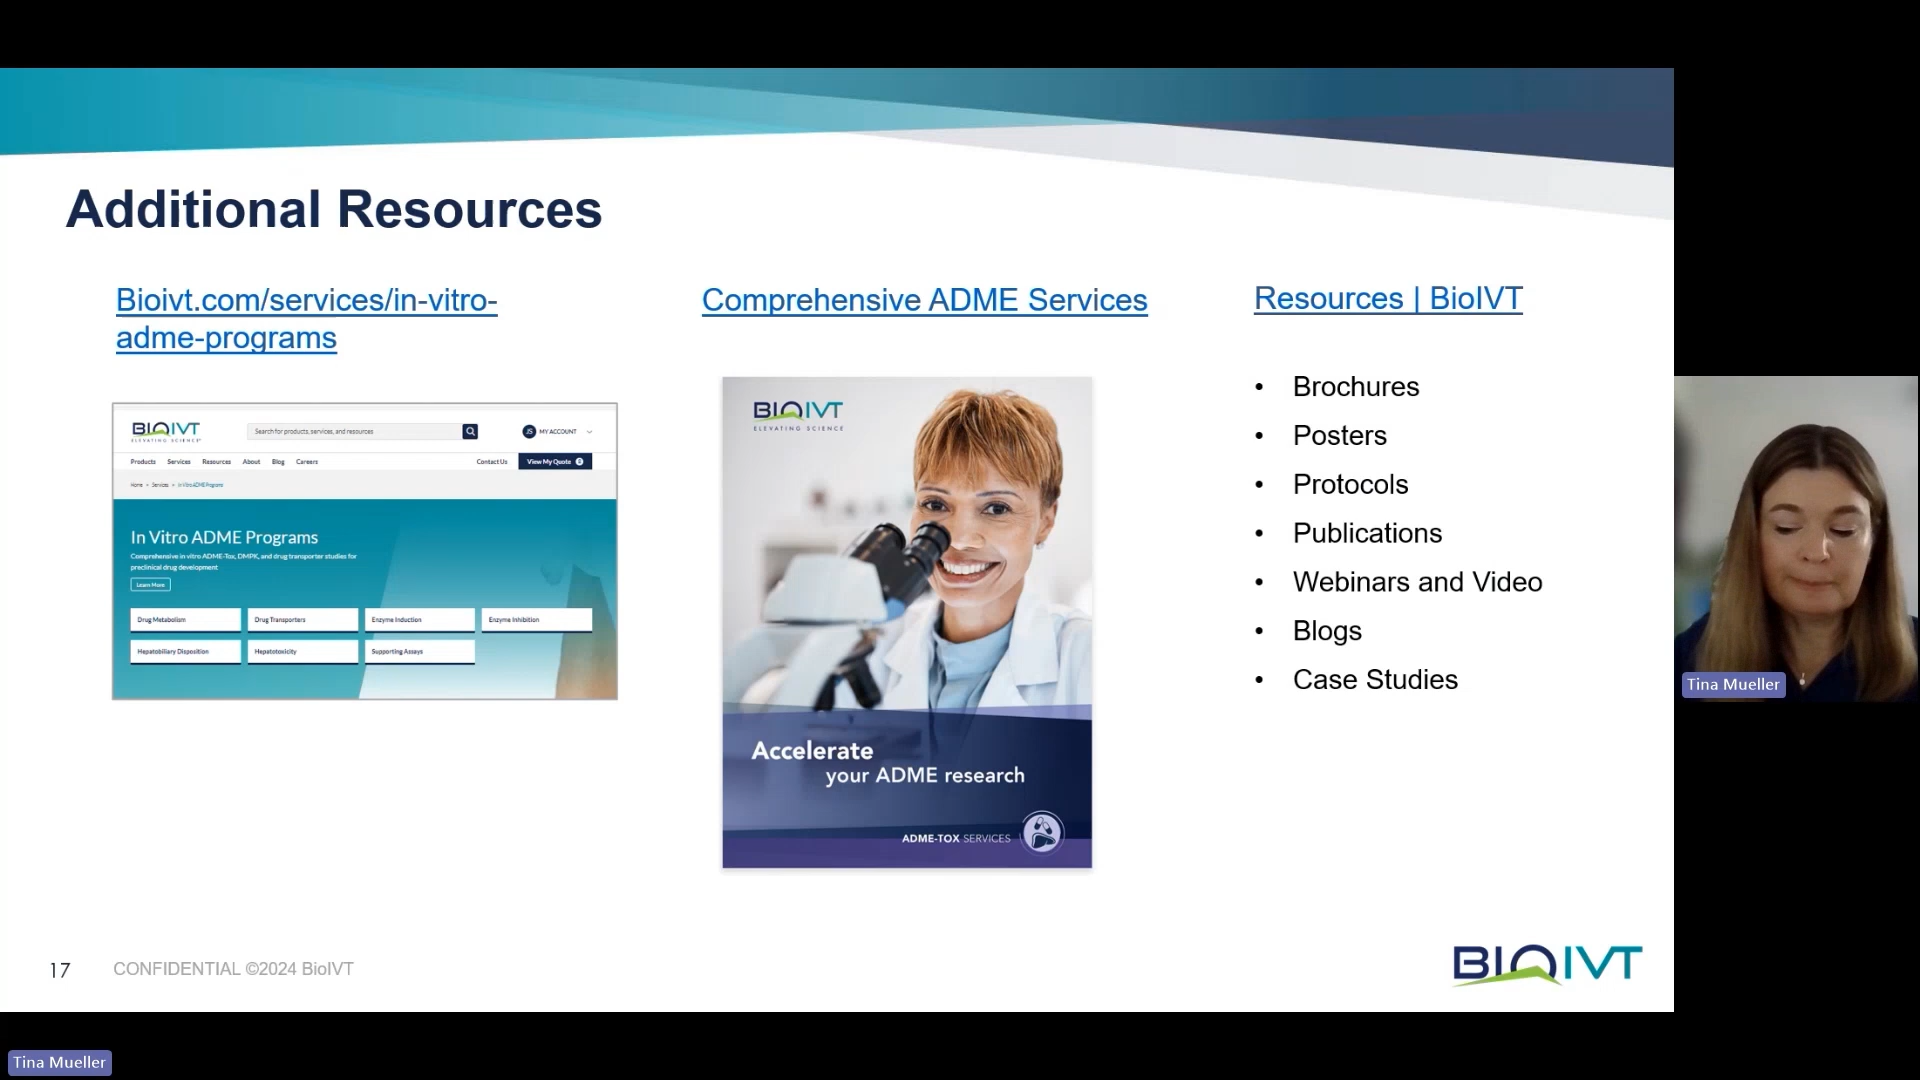 Additional Resources
Bioivt.com/services/in-vitro-
adme-programs
BIOIVT
ELEVATING SCIENCE
Search for products, services, and resources
JS MY ACCOUNT
Products Services Resources About Blog Careers
Contact Us View My Quote 0
Home Services In Vitro ADME Programs
In Vitro ADME Programs
Comprehensive in vitro ADME-Tox, DMPK, and drug transporter studies for
preclinical drug development
Learn More
Drug Metabolism Drug Transporters Enzyme Induction Enzyme Inhibition
Hepatobiliary Disposition Hepatotoxicity Supporting Assays
Comprehensive ADME Services
BIOIVT
ELEVATING SCIENCE
Accelerate
your ADME research
ADME-TOX SERVICES
Resources | BioIVT
• Brochures
• Posters
• Protocols
• Publications
• Webinars and Video
• Blogs
• Case Studies
Tina Mueller
17 CONFIDENTIAL ©2024 BioIVT
BIOIVT
Tina Mueller